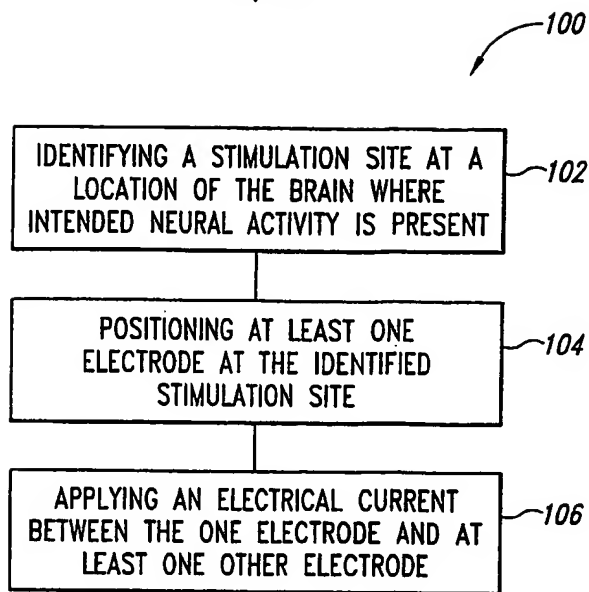 100
IDENTIFYING A STIMULATION SITE AT A
LOCATION OF THE BRAIN WHERE
INTENDED NEURAL ACTIVITY IS PRESENT
102
POSITIONING AT LEAST ONE
ELECTRODE AT THE IDENTIFIED
STIMULATION SITE
104
APPLYING AN ELECTRICAL CURRENT
BETWEEN THE ONE ELECTRODE AND AT
LEAST ONE OTHER ELECTRODE
106